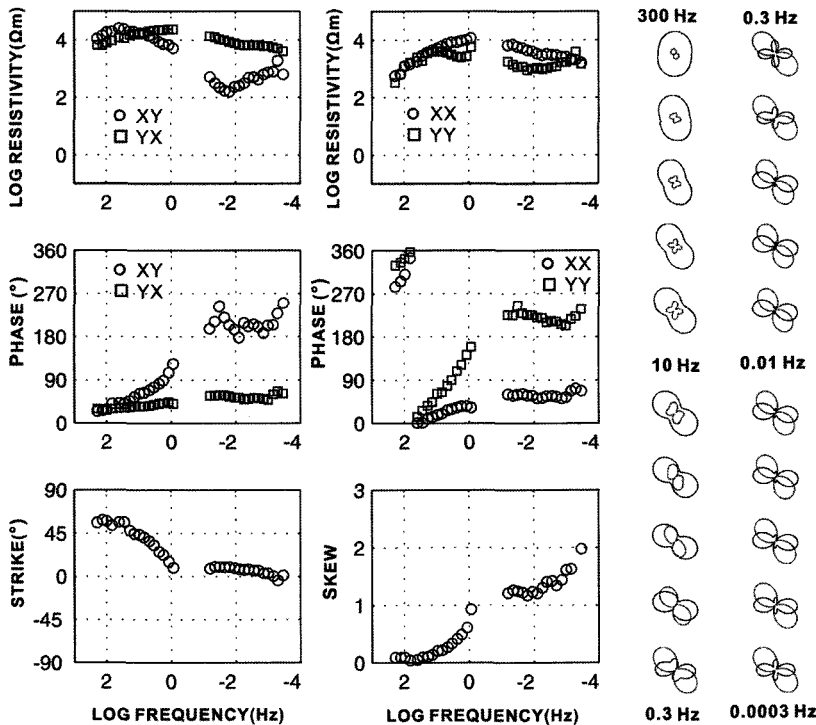 LOG RESISTIVITY(Ωm)
4
2
0
XY
YX
2
0
-2
-4
LOG RESISTIVITY(Ωm)
4
2
0
XX
YY
2
0
-2
-4
PHASE (°)
360
270
180
90
0
XY
YX
2
0
-2
-4
PHASE (°)
360
270
180
90
0
XX
YY
2
0
-2
-4
STRIKE(°)
90
45
0
-45
-90
2
0
-2
-4
LOG FREQUENCY(Hz)
SKEW
3
2
1
0
2
0
-2
-4
LOG FREQUENCY(Hz)
300 Hz
0.3 Hz
10 Hz
0.01 Hz
0.3 Hz
0.0003 Hz